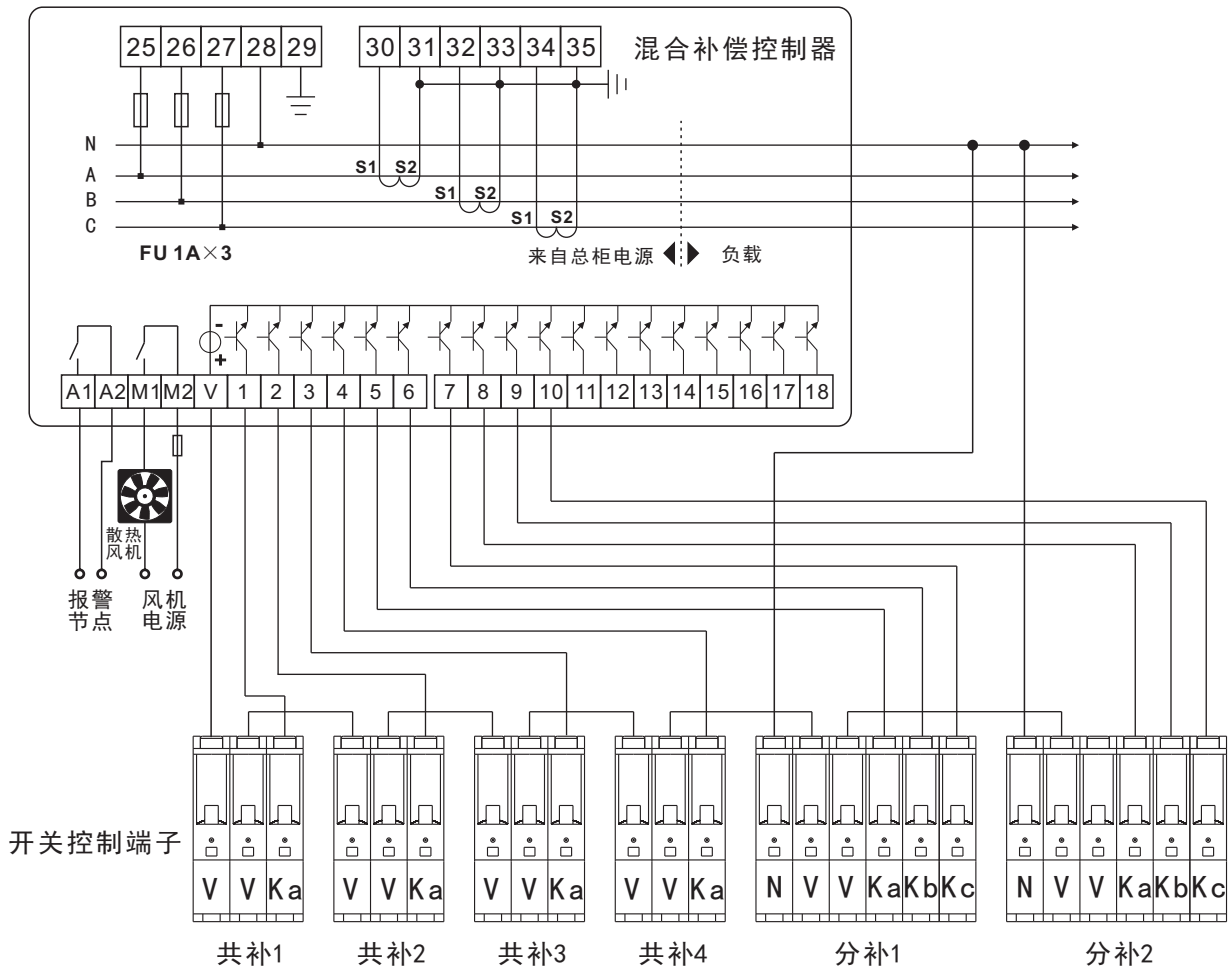 25 26 27 28 29 30 31 32 33 34 35 混合补偿控制器
N
A S1 S2
B S1 S2
C S1 S2
FU 1A×3 来自总柜电源 负载
-
+
A1 A2 M1 M2 V 1 2 3 4 5 6 7 8 9 10 11 12 13 14 15 16 17 18
散热
风机
报警 风机
节点 电源
开关控制端子
V V Ka V V Ka V V Ka V V Ka N V V Ka Kb Kc N V V Ka Kb Kc
共补1 共补2 共补3 共补4 分补1 分补2